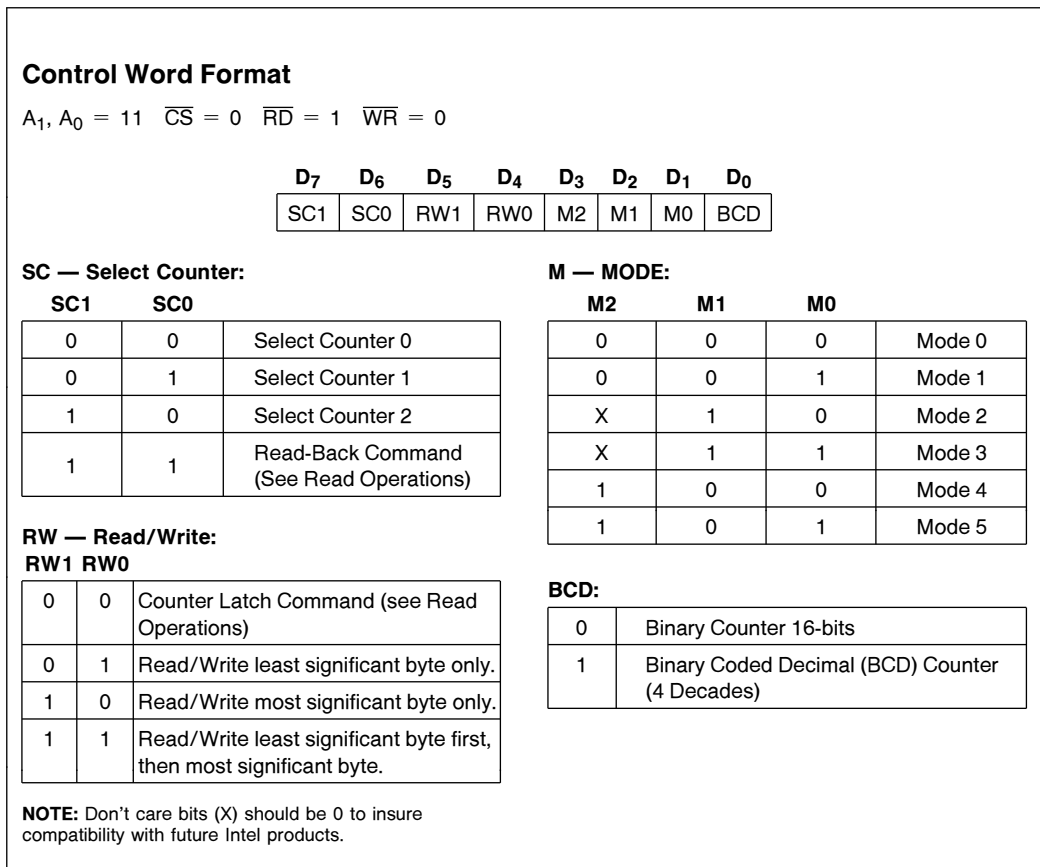 Control Word Format
A1, A0 = 11 C̅S̅ = 0 R̅D̅ = 1 W̅R̅ = 0
D7 D6 D5 D4 D3 D2 D1 D0
SC1 SC0 RW1 RW0 M2 M1 M0 BCD
SC — Select Counter:
SC1 SC0
0 0 Select Counter 0
0 1 Select Counter 1
1 0 Select Counter 2
1 1 Read-Back Command
(See Read Operations)
RW — Read/Write:
RW1 RW0
0 0 Counter Latch Command (see Read
Operations)
0 1 Read/Write least significant byte only.
1 0 Read/Write most significant byte only.
1 1 Read/Write least significant byte first,
then most significant byte.
NOTE: Don't care bits (X) should be 0 to insure
compatibility with future Intel products.
M — MODE:
M2 M1 M0
0 0 0 Mode 0
0 0 1 Mode 1
X 1 0 Mode 2
X 1 1 Mode 3
1 0 0 Mode 4
1 0 1 Mode 5
BCD:
0 Binary Counter 16-bits
1 Binary Coded Decimal (BCD) Counter
(4 Decades)